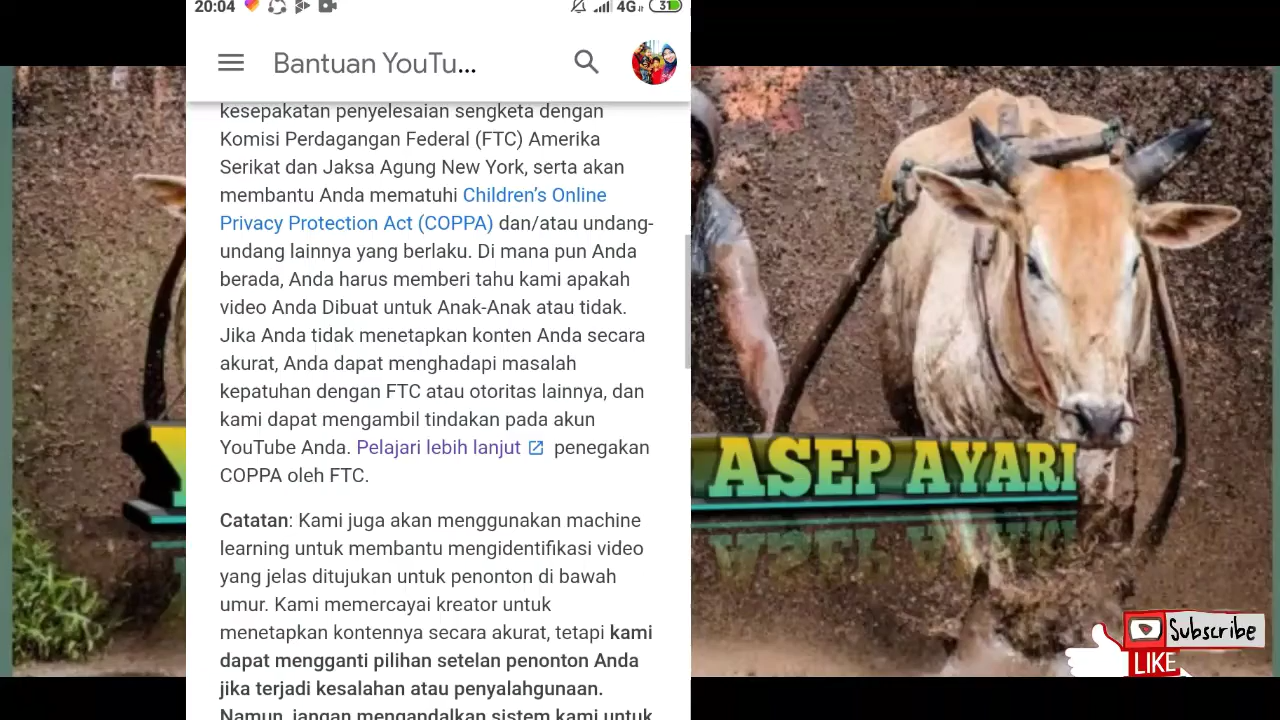 20:04
4G
31
Bantuan YouTu...
kesepakatan penyelesaian sengketa dengan
Komisi Perdagangan Federal (FTC) Amerika
Serikat dan Jaksa Agung New York, serta akan
membantu Anda mematuhi Children’s Online
Privacy Protection Act (COPPA) dan/atau undang-
undang lainnya yang berlaku. Di mana pun Anda
berada, Anda harus memberi tahu kami apakah
video Anda Dibuat untuk Anak-Anak atau tidak.
Jika Anda tidak menetapkan konten Anda secara
akurat, Anda dapat menghadapi masalah
kepatuhan dengan FTC atau otoritas lainnya, dan
kami dapat mengambil tindakan pada akun
YouTube Anda. Pelajari lebih lanjut penegakan
COPPA oleh FTC.
Catatan: Kami juga akan menggunakan machine
learning untuk membantu mengidentifikasi video
yang jelas ditujukan untuk penonton di bawah
umur. Kami memercayai kreator untuk
menetapkan kontennya secara akurat, tetapi kami
dapat mengganti pilihan setelan penonton Anda
jika terjadi kesalahan atau penyalahgunaan.
Namun, jangan mengandalkan sistem kami untuk
ASEP AYARI
Subscribe
LIKE